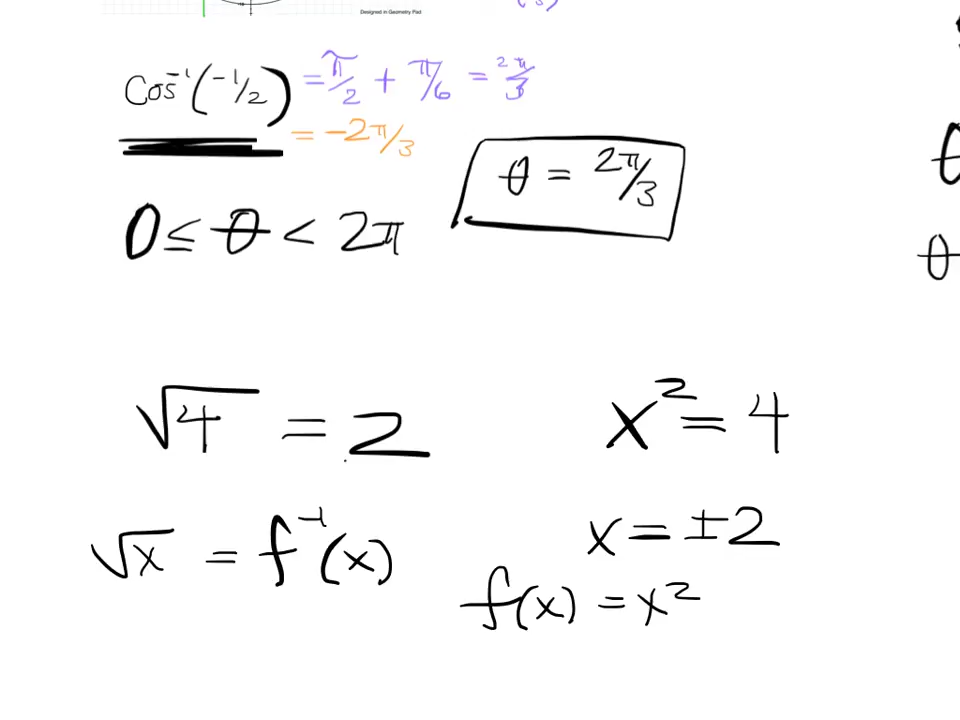 Designed in Geometry Pad
Cos⁻¹(-1/2) = π/2 + π/6 = 2π/3
= -2π/3
θ = 2π/3
0 ≤ θ < 2π
θ
θ
√4 = 2
x² = 4
x = ±2
√x = f⁻¹(x)
f(x) = x²